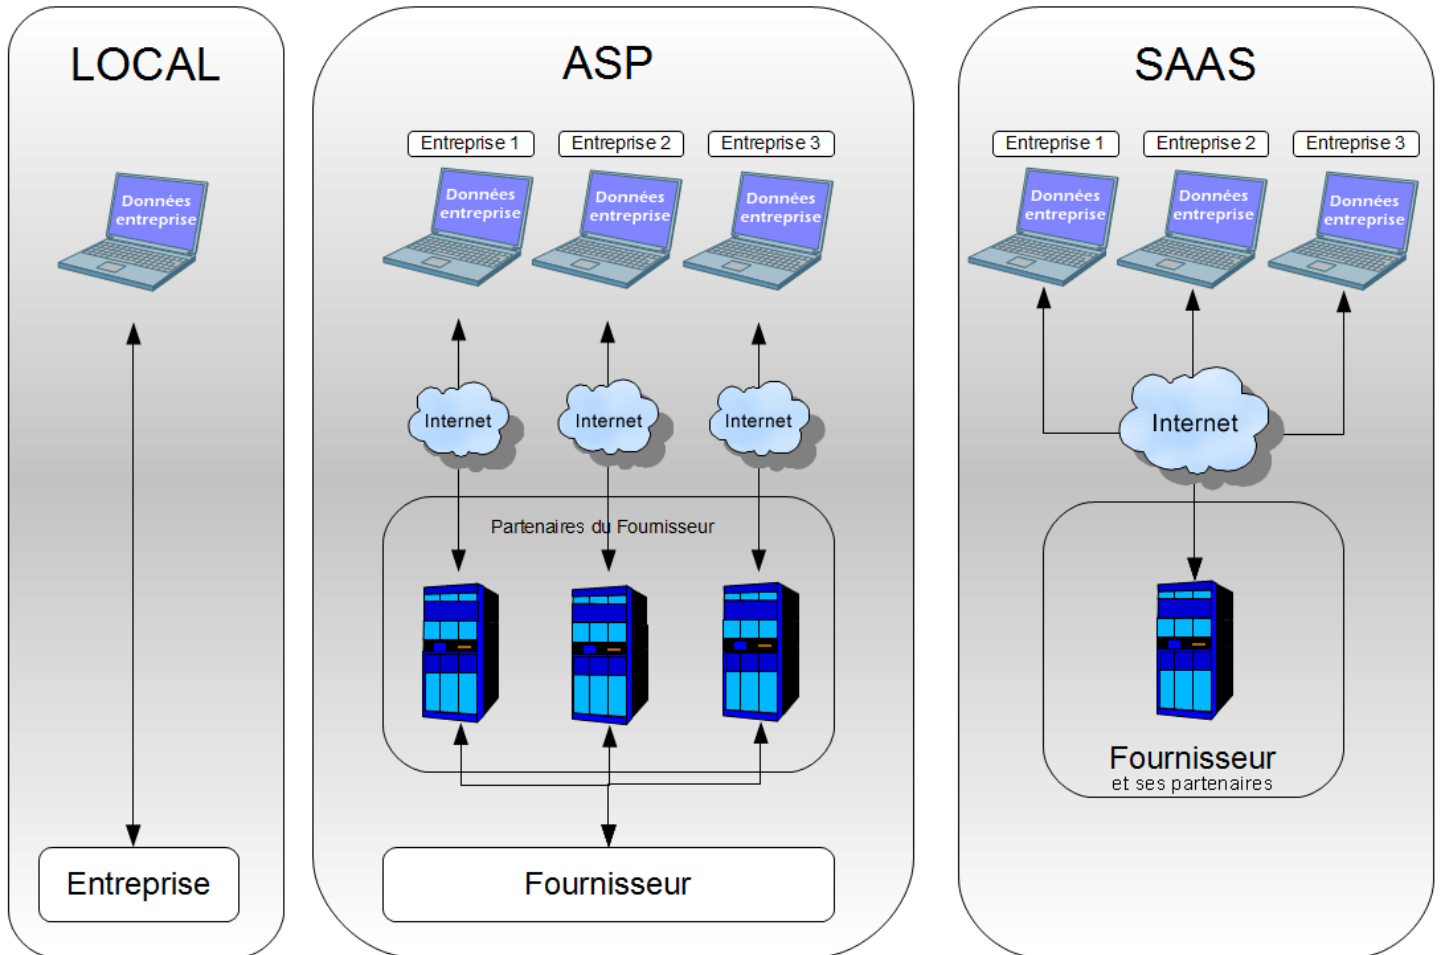 LOCAL
Données
entreprise
Entreprise
ASP
Entreprise 1
Entreprise 2
Entreprise 3
Données
entreprise
Données
entreprise
Données
entreprise
Internet
Internet
Internet
Partenaires du Fournisseur
Fournisseur
SAAS
Entreprise 1
Entreprise 2
Entreprise 3
Données
entreprise
Données
entreprise
Données
entreprise
Internet
Fournisseur
et ses partenaires